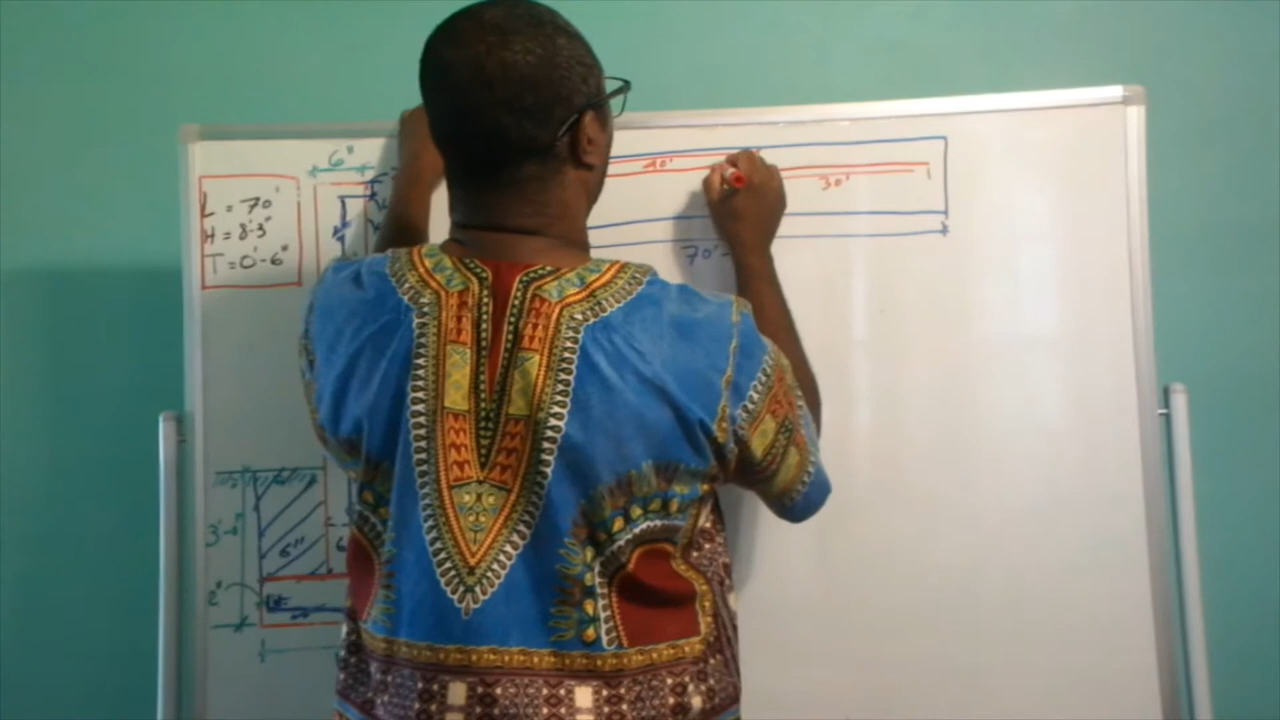 6"
L = 70'
H = 8'-3"
T = 0'-6"
40'
30'
70'-
3'-
6"
6
2"